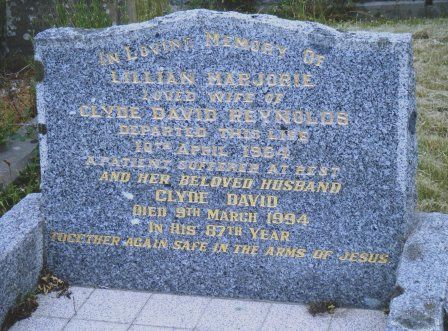 IN LOVING MEMORY OF
LILLIAN MARJORIE
LOVED WIFE OF
CLYDE DAVID REYNOLDS
DEPARTED THIS LIFE
10TH APRIL 1964
A PATIENT SUFFERER AT REST
AND HER BELOVED HUSBAND
CLYDE DAVID
DIED 9TH MARCH 1994
IN HIS 87TH YEAR
TOGETHER AGAIN SAFE IN THE ARMS OF JESUS.